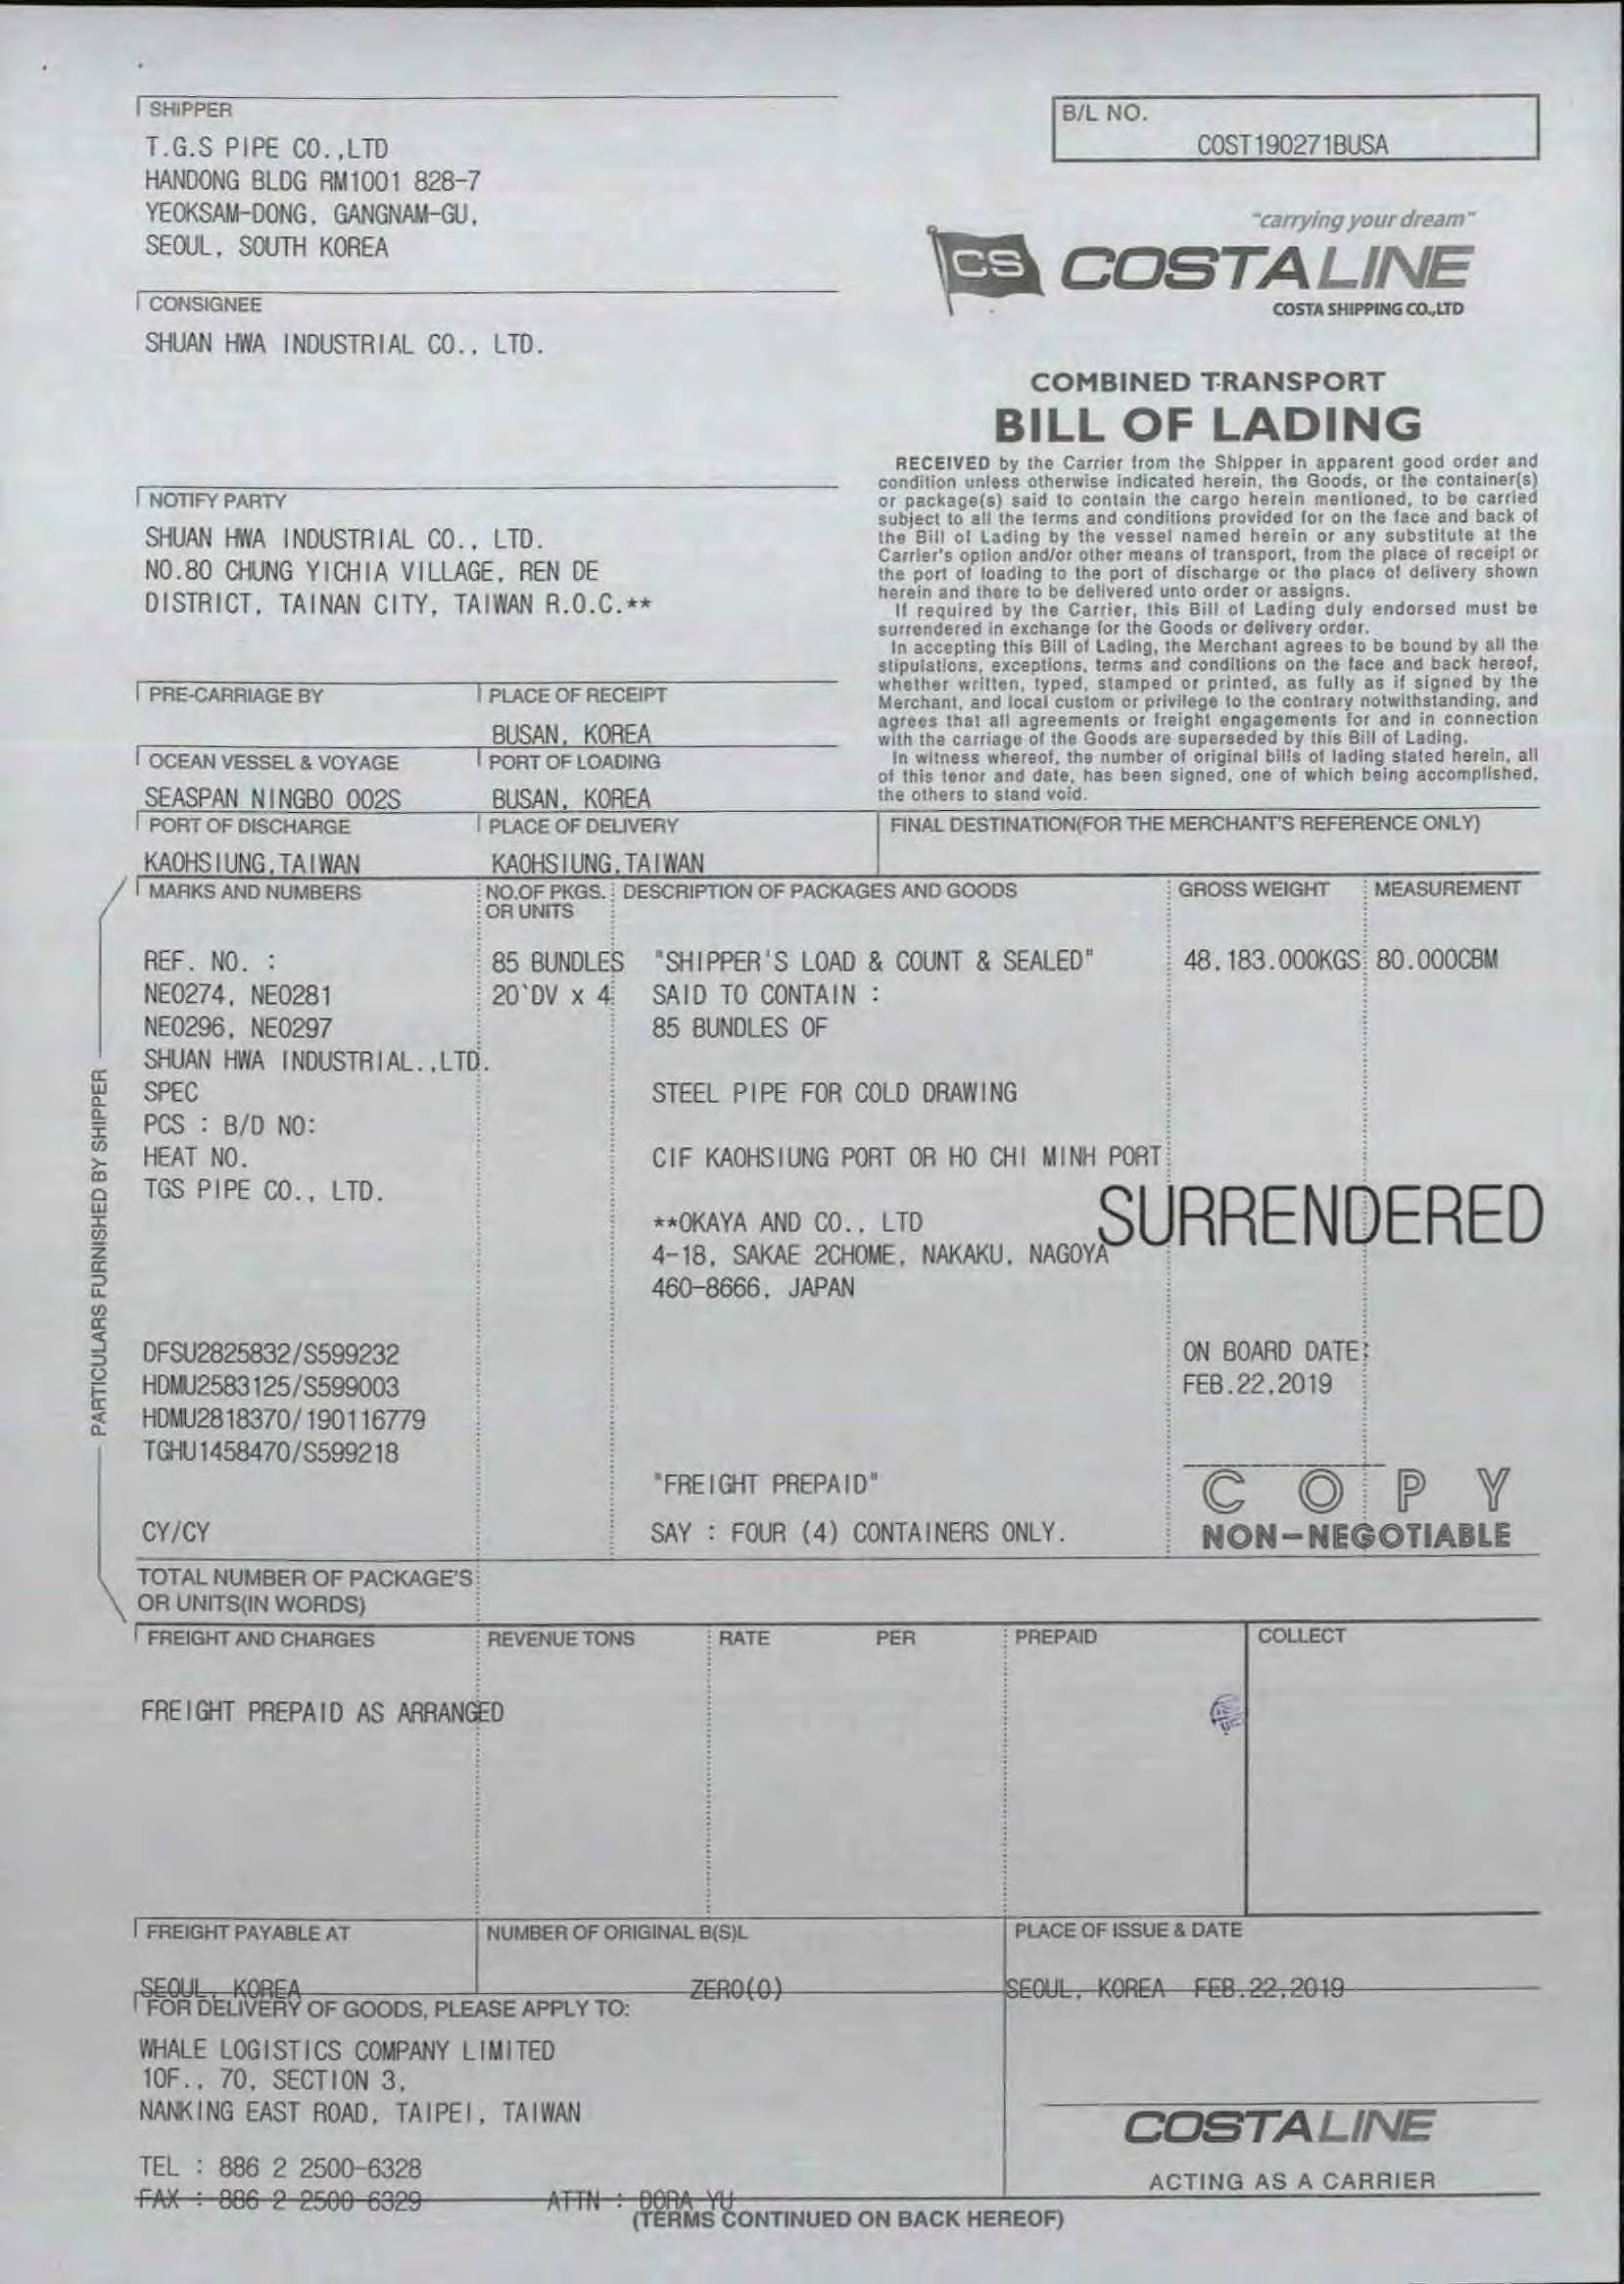 SHIPPER
T.G.S PIPE CO.,LTD
HANDONG BLDG RM1001 828-7
YEOKSAM-DONG, GANGNAM-GU,
SEOUL, SOUTH KOREA
B/L NO.
COST190271BUSA
"carrying your dream"
CS COSTALINE
COSTA SHIPPING CO.,LTD
CONSIGNEE
SHUAN HWA INDUSTRIAL CO., LTD.
COMBINED TRANSPORT
BILL OF LADING
RECEIVED by the Carrier from the Shipper in apparent good order and
condition unless otherwise indicated herein, the Goods, or the container(s)
or package(s) said to contain the cargo herein mentioned, to be carried
subject to all the terms and conditions provided for on the face and back of
the Bill of Lading by the vessel named herein or any substitute at the
Carrier's option and/or other means of transport, from the place of receipt or
the port of loading to the port of discharge or the place of delivery shown
herein and there to be delivered unto order or assigns.
If required by the Carrier, this Bill of Lading duly endorsed must be
surrendered in exchange for the Goods or delivery order.
In accepting this Bill of Lading, the Merchant agrees to be bound by all the
stipulations, exceptions, terms and conditions on the face and back hereof,
whether written, typed, stamped or printed, as fully as if signed by the
Merchant, and local custom or privilege to the contrary notwithstanding, and
agrees that all agreements or freight engagements for and in connection
with the carriage of the Goods are superseded by this Bill of Lading.
In witness whereof, the number of original bills of lading stated herein, all
of this tenor and date, has been signed, one of which being accomplished,
the others to stand void.
NOTIFY PARTY
SHUAN HWA INDUSTRIAL CO., LTD.
NO.80 CHUNG YICHIA VILLAGE, REN DE
DISTRICT, TAINAN CITY, TAIWAN R.O.C.**
PRE-CARRIAGE BY
PLACE OF RECEIPT
BUSAN, KOREA
OCEAN VESSEL & VOYAGE
PORT OF LOADING
SEASPAN NINGBO 002S
BUSAN, KOREA
PORT OF DISCHARGE
PLACE OF DELIVERY
FINAL DESTINATION(FOR THE MERCHANT'S REFERENCE ONLY)
KAOHSIUNG,TAIWAN
KAOHSIUNG,TAIWAN
PARTICULARS FURNISHED BY SHIPPER
MARKS AND NUMBERS
NO.OF PKGS.
OR UNITS
DESCRIPTION OF PACKAGES AND GOODS
GROSS WEIGHT
MEASUREMENT
REF. NO. :
NE0274, NE0281
NE0296, NE0297
SHUAN HWA INDUSTRIAL.,LTD.
SPEC
PCS : B/D NO:
HEAT NO.
TGS PIPE CO., LTD.
85 BUNDLES
20`DV x 4
"SHIPPER'S LOAD & COUNT & SEALED"
SAID TO CONTAIN :
85 BUNDLES OF
STEEL PIPE FOR COLD DRAWING
CIF KAOHSIUNG PORT OR HO CHI MINH PORT
**OKAYA AND CO., LTD
4-18, SAKAE 2CHOME, NAKAKU, NAGOYA
460-8666, JAPAN
48,183.000KGS
80.000CBM
SURRENDERED
DFSU2825832/S599232
HDMU2583125/S599003
HDMU2818370/190116779
TGHU1458470/S599218
ON BOARD DATE:
FEB.22,2019
"FREIGHT PREPAID"
CY/CY
SAY : FOUR (4) CONTAINERS ONLY.
COPY
NON-NEGOTIABLE
TOTAL NUMBER OF PACKAGE'S
OR UNITS(IN WORDS)
FREIGHT AND CHARGES
REVENUE TONS
RATE
PER
PREPAID
COLLECT
FREIGHT PREPAID AS ARRANGED
FREIGHT PAYABLE AT
NUMBER OF ORIGINAL B(S)L
PLACE OF ISSUE & DATE
SEOUL, KOREA
ZERO(0)
SEOUL, KOREA FEB.22,2019
FOR DELIVERY OF GOODS, PLEASE APPLY TO:
WHALE LOGISTICS COMPANY LIMITED
10F., 70, SECTION 3,
NANKING EAST ROAD, TAIPEI, TAIWAN
TEL : 886 2 2500-6328
FAX : 886 2 2500 6329
ATTN : DORA YU
COSTALINE
ACTING AS A CARRIER
(TERMS CONTINUED ON BACK HEREOF)